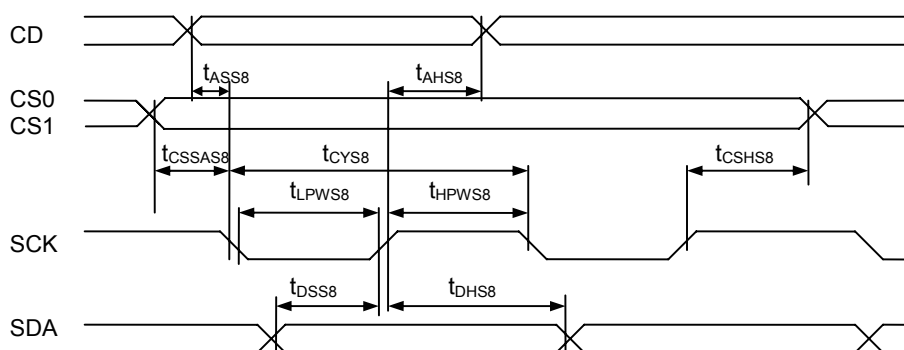 CD
tASS8 tAHS8
CS0
CS1
tCSSAS8 tCYS8 tCSHS8
tLPWS8 tHPWS8
SCK
tDSS8 tDHS8
SDA